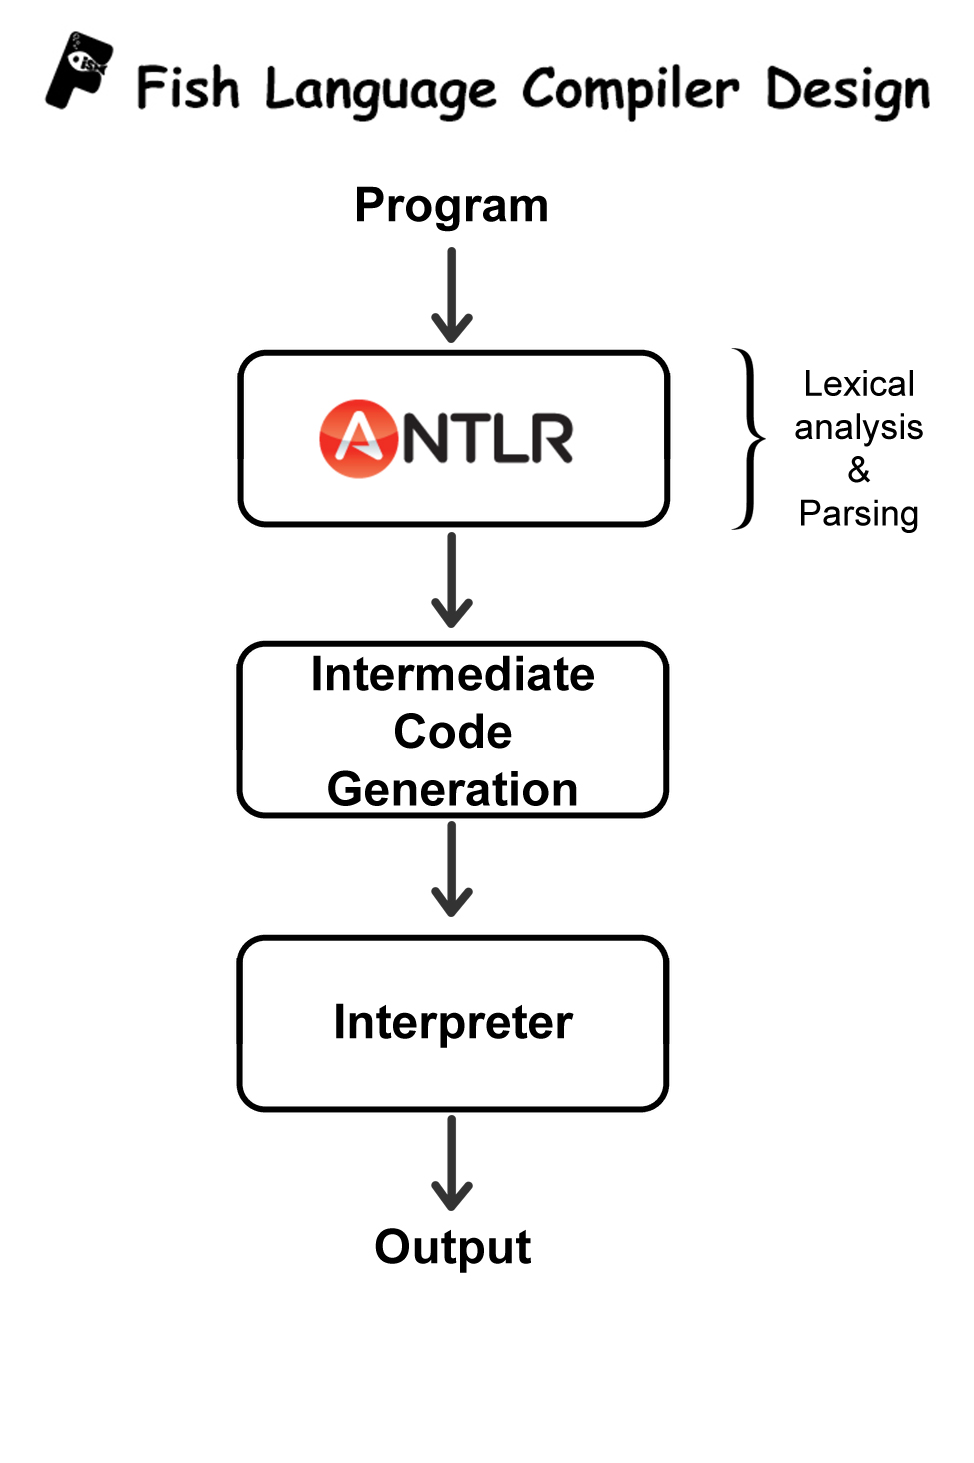 Fish Language Compiler Design
Program
ANTLR
Lexical
analysis
&
Parsing
Intermediate
Code
Generation
Interpreter
Output